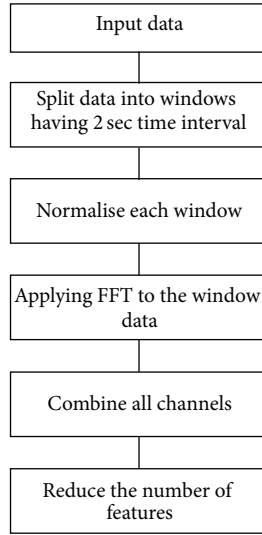 Input data
Split data into windows
having 2 sec time interval
Normalise each window
Applying FFT to the window
data
Combine all channels
Reduce the number of
features